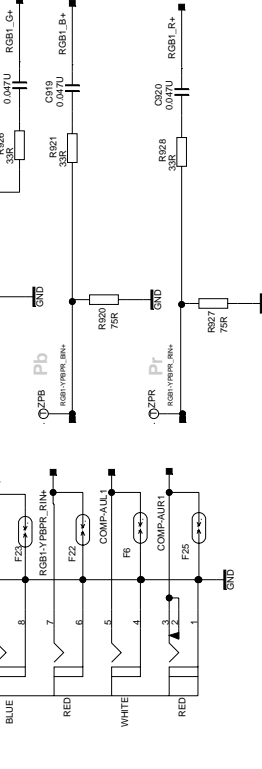 RGB1_G+
0.047U
33R
GND
RGB1_B+
C919
0.047U
R921
33R
R920
75R
GND
Pb
RGB1-YPBPR_BIN+
ZPB
RGB1_R+
C920
0.047U
R928
33R
R927
75R
Pr
RGB1-YPBPR_RIN+
ZPR
F23
8
BLUE
RGB1-YPBPR_RIN+
F22
7
6
RED
COMP-AUL1
F6
5
4
WHITE
COMP-AUR1
F25
3
2
1
RED
GND